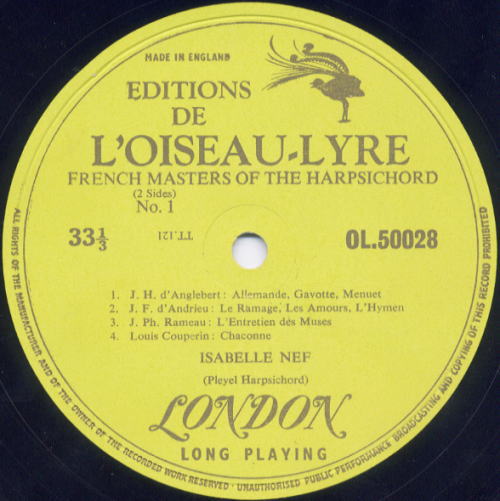 MADE IN ENGLAND
EDITIONS
DE
L'OISEAU-LYRE
FRENCH MASTERS OF THE HARPSICHORD
(2 Sides)
No. 1
33⅓
TT.121
OL.50028
1. J. H. d'Anglebert: Allemande, Gavotte, Menuet
2. J. F. d'Andrieu: Le Ramage, Les Amours, L'Hymen
3. J. Ph. Rameau: L'Entretien des Muses
4. Louis Couperin: Chaconne
ISABELLE NEF
(Pleyel Harpsichord)
LONDON
LONG PLAYING
ALL RIGHTS OF THE MANUFACTURER AND OF THE OWNER OF THE RECORDED WORK RESERVED · UNAUTHORISED PUBLIC PERFORMANCE BROADCASTING AND COPYING OF THIS RECORD PROHIBITED